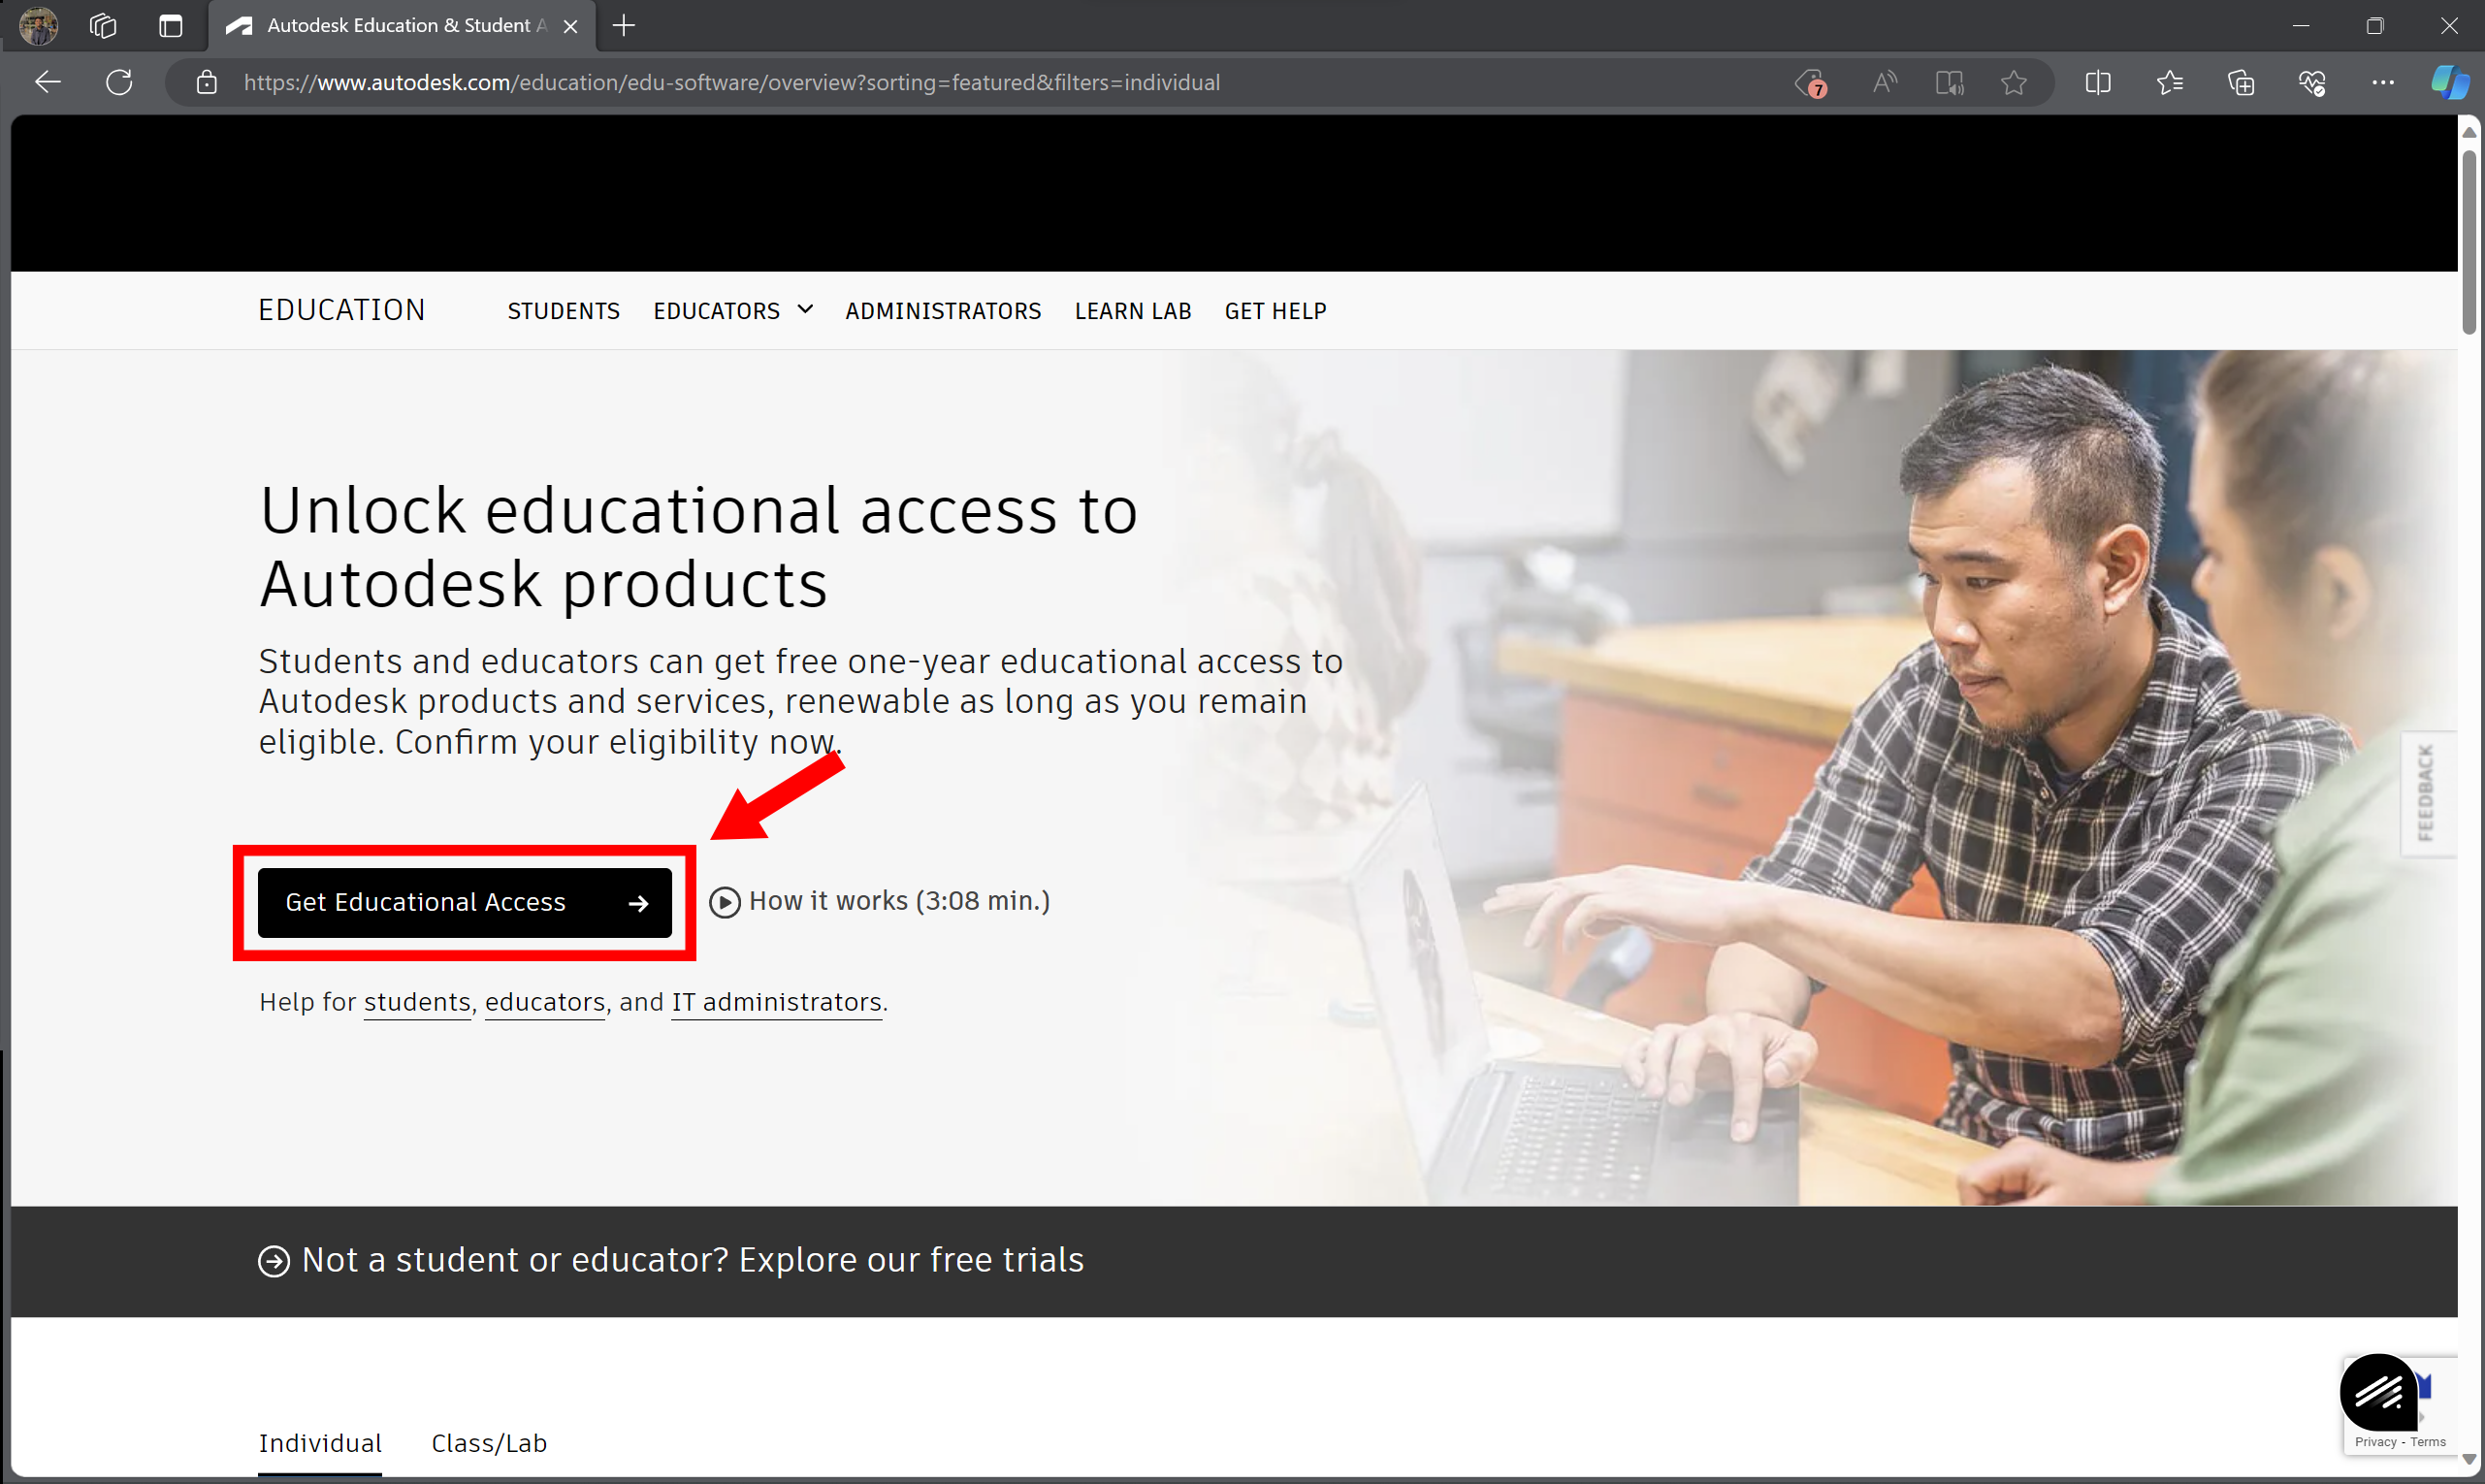 Autodesk Education & Student A
https://www.autodesk.com/education/edu-software/overview?sorting=featured&filters=individual
7
EDUCATION
STUDENTS EDUCATORS ADMINISTRATORS LEARN LAB GET HELP
Unlock educational access to
Autodesk products
Students and educators can get free one-year educational access to
Autodesk products and services, renewable as long as you remain
eligible. Confirm your eligibility now.
Get Educational Access
How it works (3:08 min.)
Help for students, educators, and IT administrators.
FEEDBACK
Not a student or educator? Explore our free trials
Individual Class/Lab
Privacy - Terms